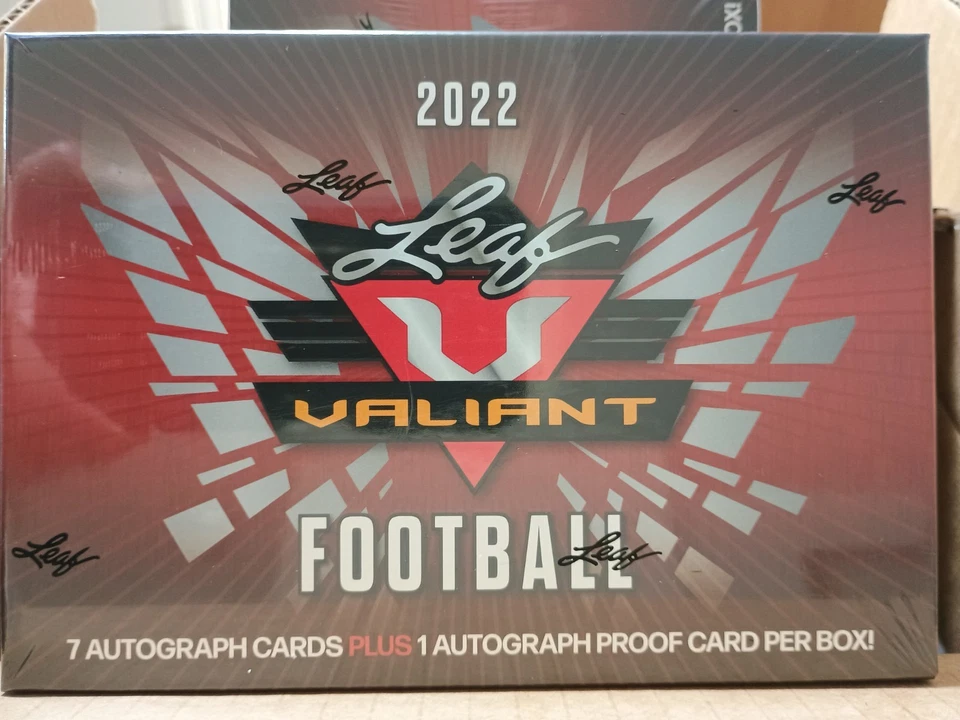 2022
Leaf
Leaf
Leaf
VALIANT
FOOTBALL
Leaf
Leaf
7 AUTOGRAPH CARDS PLUS 1 AUTOGRAPH PROOF CARD PER BOX!